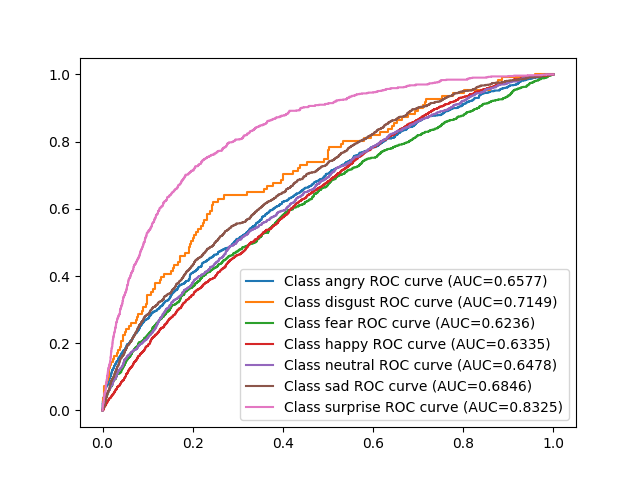 1.0
0.8
0.6
0.4
0.2
0.0
Class angry ROC curve (AUC=0.6577)
Class disgust ROC curve (AUC=0.7149)
Class fear ROC curve (AUC=0.6236)
Class happy ROC curve (AUC=0.6335)
Class neutral ROC curve (AUC=0.6478)
Class sad ROC curve (AUC=0.6846)
Class surprise ROC curve (AUC=0.8325)
0.0 0.2 0.4 0.6 0.8 1.0